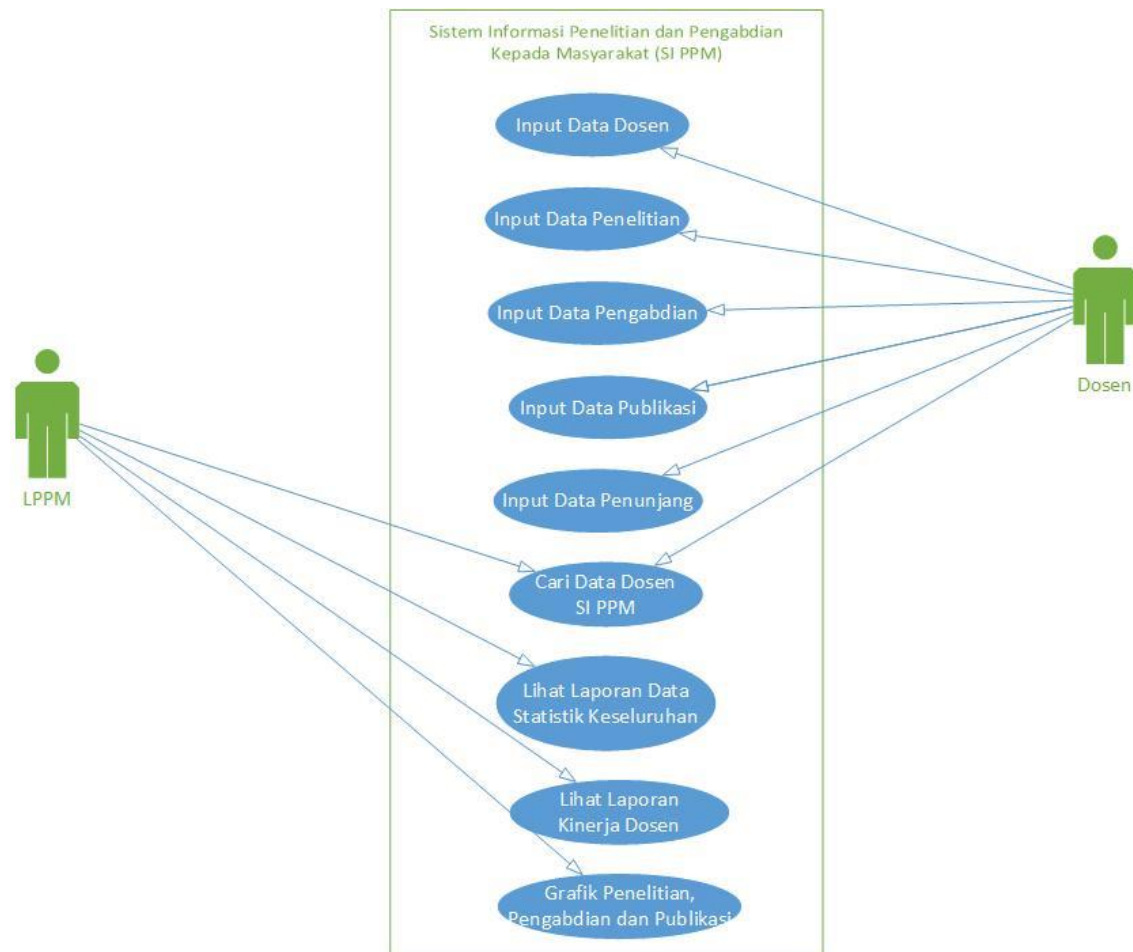 Sistem Informasi Penelitian dan Pengabdian
Kepada Masyarakat (SI PPM)
Input Data Dosen
Input Data Penelitian
Input Data Pengabdian
Input Data Publikasi
Dosen
LPPM
Input Data Penunjang
Cari Data Dosen
SI PPM
Lihat Laporan Data
Statistik Keseluruhan
Lihat Laporan
Kinerja Dosen
Grafik Penelitian,
Pengabdian dan Publikasi